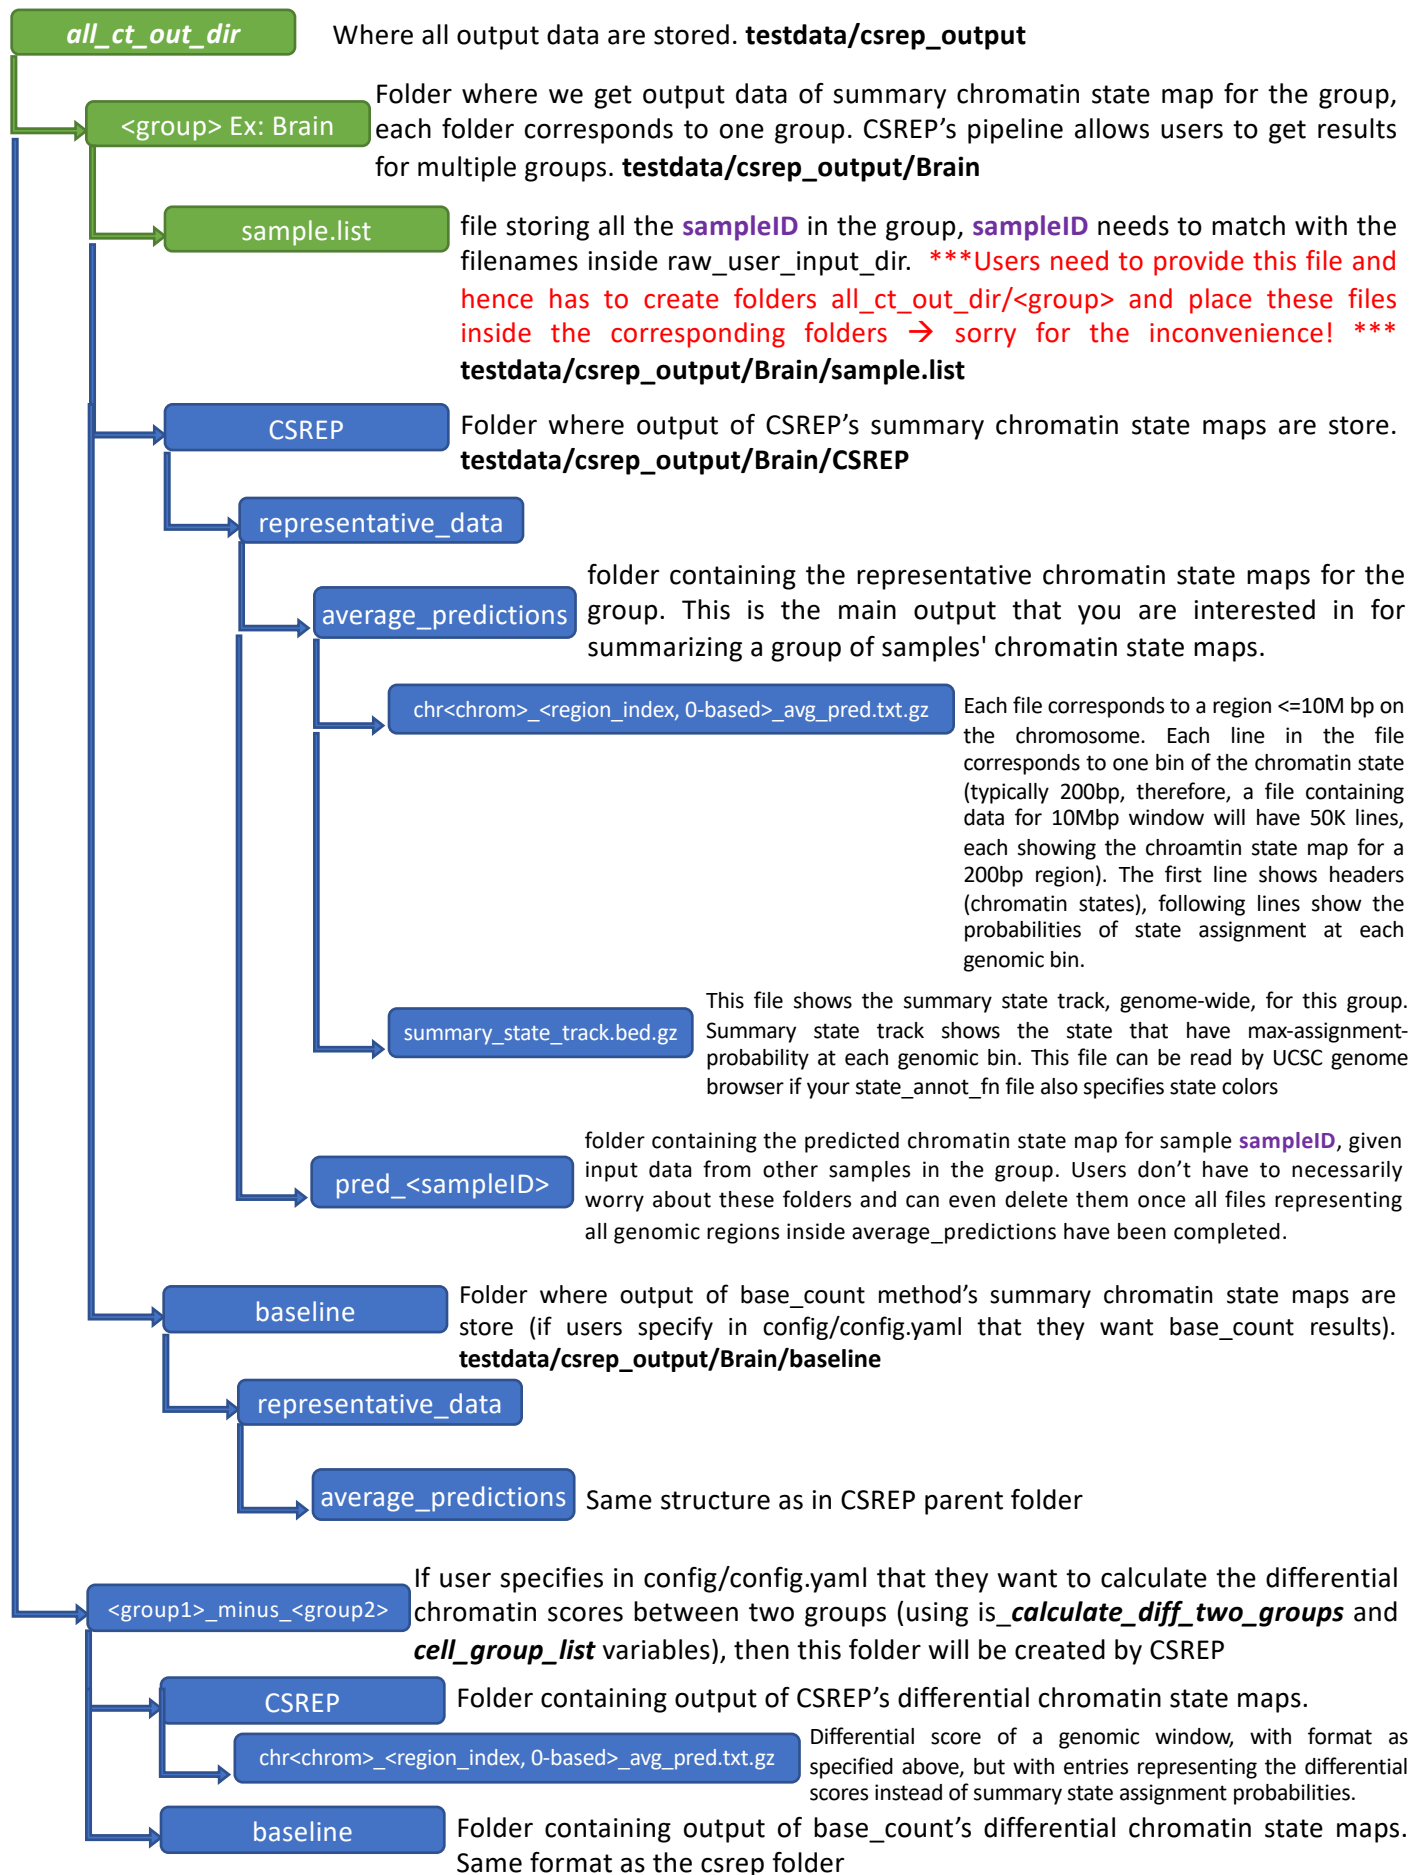 all_ct_out_dir
Where all output data are stored. testdata/csrep_output
<group> Ex: Brain
Folder where we get output data of summary chromatin state map for the group,
each folder corresponds to one group. CSREP’s pipeline allows users to get results
for multiple groups. testdata/csrep_output/Brain
sample.list
file storing all the sampleID in the group, sampleID needs to match with the
filenames inside raw_user_input_dir. ***Users need to provide this file and
hence has to create folders all_ct_out_dir/<group> and place these files
inside the corresponding folders → sorry for the inconvenience! ***
testdata/csrep_output/Brain/sample.list
CSREP
Folder where output of CSREP’s summary chromatin state maps are store.
testdata/csrep_output/Brain/CSREP
representative_data
average_predictions
folder containing the representative chromatin state maps for the
group. This is the main output that you are interested in for
summarizing a group of samples' chromatin state maps.
chr<chrom>_<region_index, 0-based>_avg_pred.txt.gz
Each file corresponds to a region <=10M bp on
the chromosome. Each line in the file
corresponds to one bin of the chromatin state
(typically 200bp, therefore, a file containing
data for 10Mbp window will have 50K lines,
each showing the chroamtin state map for a
200bp region). The first line shows headers
(chromatin states), following lines show the
probabilities of state assignment at each
genomic bin.
summary_state_track.bed.gz
This file shows the summary state track, genome-wide, for this group.
Summary state track shows the state that have max-assignment-
probability at each genomic bin. This file can be read by UCSC genome
browser if your state_annot_fn file also specifies state colors
pred_<sampleID>
folder containing the predicted chromatin state map for sample sampleID, given
input data from other samples in the group. Users don’t have to necessarily
worry about these folders and can even delete them once all files representing
all genomic regions inside average_predictions have been completed.
baseline
Folder where output of base_count method’s summary chromatin state maps are
store (if users specify in config/config.yaml that they want base_count results).
testdata/csrep_output/Brain/baseline
representative_data
average_predictions
Same structure as in CSREP parent folder
<group1>_minus_<group2>
If user specifies in config/config.yaml that they want to calculate the differential
chromatin scores between two groups (using is_calculate_diff_two_groups and
cell_group_list variables), then this folder will be created by CSREP
CSREP
Folder containing output of CSREP’s differential chromatin state maps.
chr<chrom>_<region_index, 0-based>_avg_pred.txt.gz
Differential score of a genomic window, with format as
specified above, but with entries representing the differential
scores instead of summary state assignment probabilities.
baseline
Folder containing output of base_count’s differential chromatin state maps.
Same format as the csrep folder